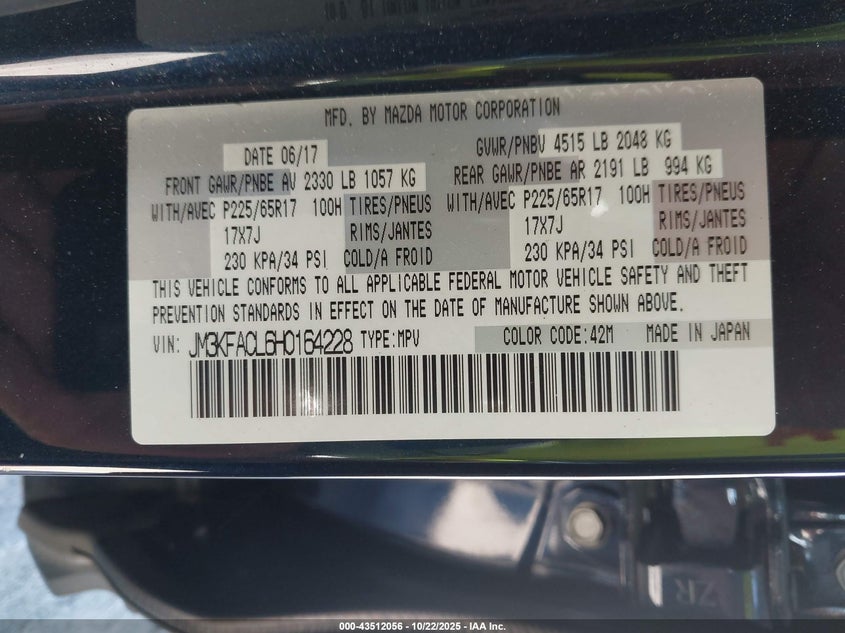 MFD. BY MAZDA MOTOR CORPORATION
DATE 06/17 GVWR/PNBV 4515 LB 2048 KG
FRONT GAWR/PNBE AV 2330 LB 1057 KG REAR GAWR/PNBE AR 2191 LB 994 KG
WITH/AVEC P225/65R17 100H TIRES/PNEUS WITH/AVEC P225/65R17 100H TIRES/PNEUS
17X7J RIMS/JANTES 17X7J RIMS/JANTES
230 KPA/34 PSI COLD/A FROID 230 KPA/34 PSI COLD/A FROID
THIS VEHICLE CONFORMS TO ALL APPLICABLE FEDERAL MOTOR VEHICLE SAFETY AND THEFT
PREVENTION STANDARDS IN EFFECT ON THE DATE OF MANUFACTURE SHOWN ABOVE.
VIN: JM3KFACL6H0164228 TYPE:MPV COLOR CODE:42M MADE IN JAPAN
ZR
000-43512056 - 10/22/2025 - IAA Inc.